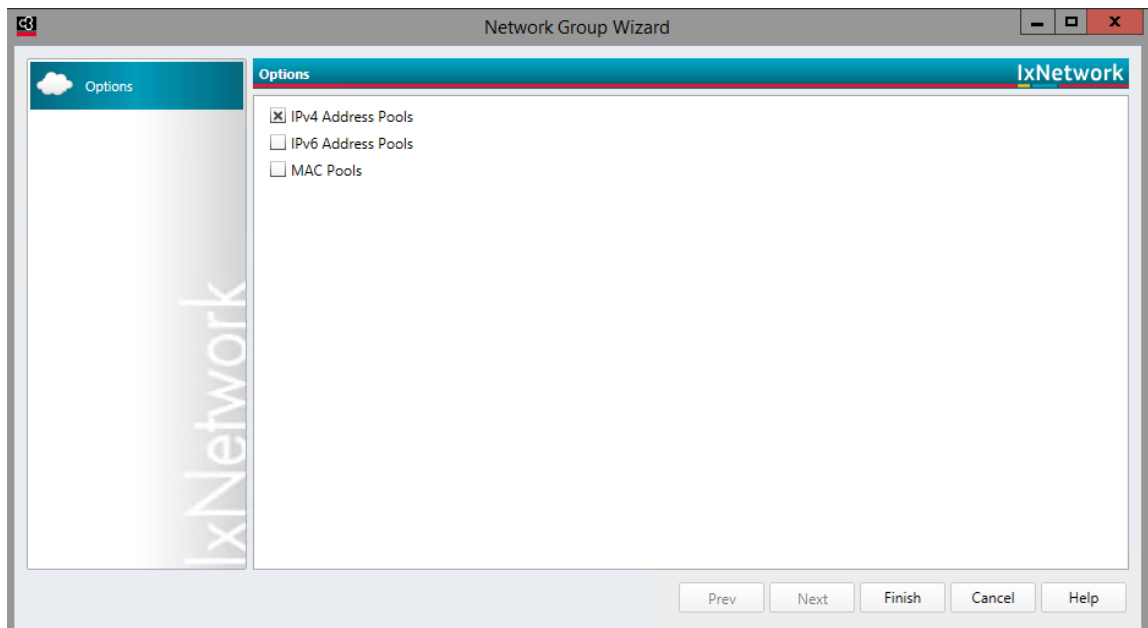 Network Group Wizard
Options
Options
IxNetwork
IPv4 Address Pools
IPv6 Address Pools
MAC Pools
IxNetwork
Prev
Next
Finish
Cancel
Help